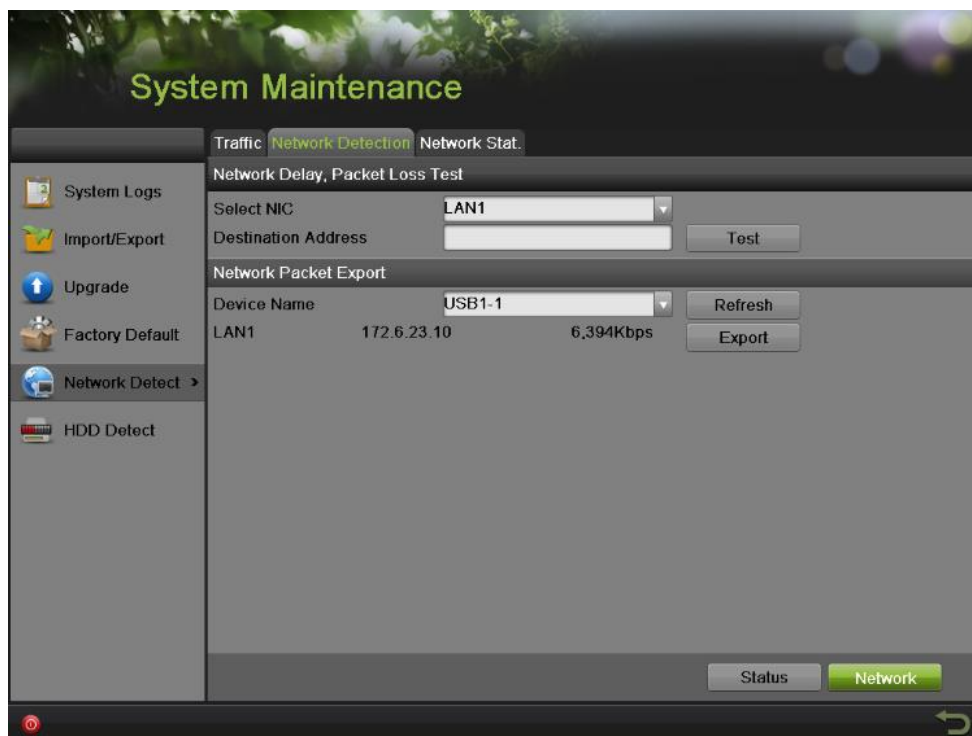 System Maintenance
Traffic Network Detection Network Stat.
System Logs
Import/Export
Upgrade
Factory Default
Network Detect >
HDD Detect
Network Delay, Packet Loss Test
Select NIC LAN1
Destination Address Test
Network Packet Export
Device Name USB1-1 Refresh
LAN1 172.6.23.10 6,394Kbps Export
Status Network